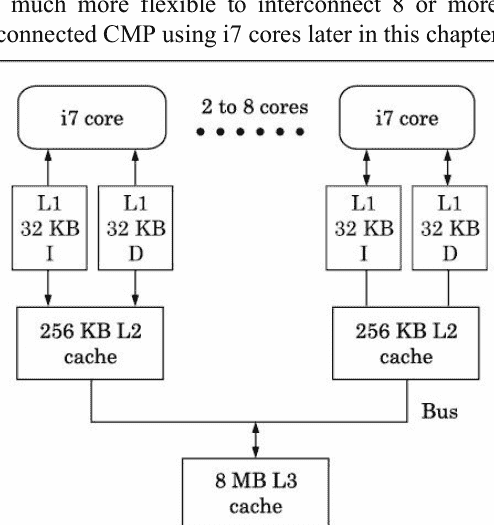 much more flexible to interconnect 8 or more
connected CMP using i7 cores later in this chapter
i7 core
2 to 8 cores
i7 core
L1
32 KB
I
L1
32 KB
D
L1
32 KB
I
L1
32 KB
D
256 KB L2
cache
256 KB L2
cache
Bus
8 MB L3
cache